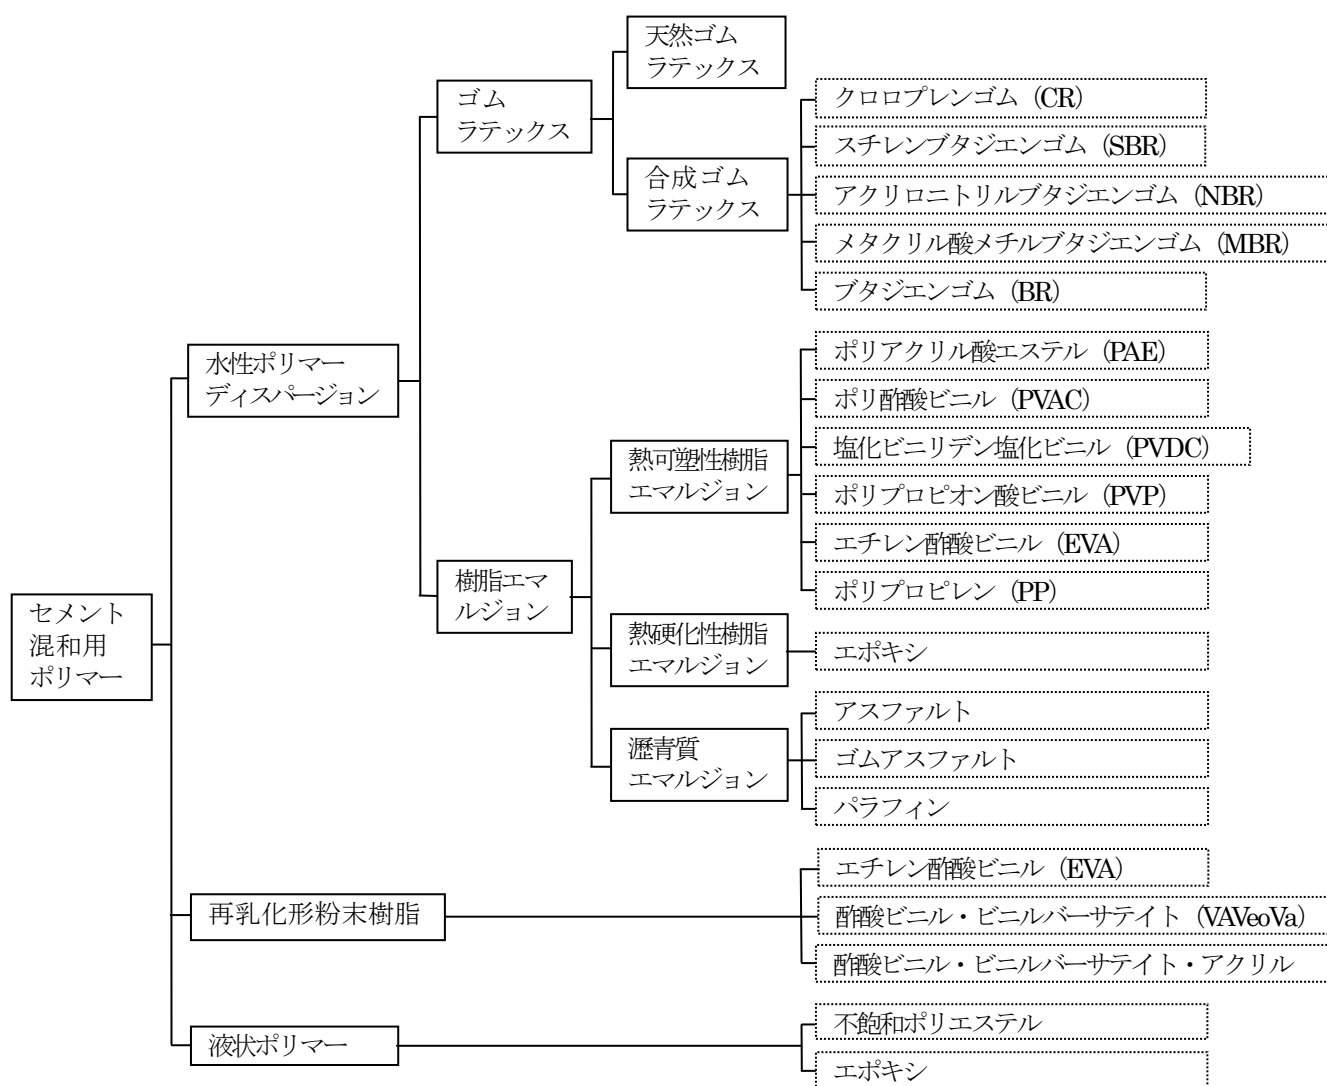 天然ゴム
ラテックス
ゴム
ラテックス
クロロプレンゴム (CR)
スチレンブタジエンゴム (SBR)
合成ゴム
ラテックス
アクリロニトリルブタジエンゴム (NBR)
メタクリル酸メチルブタジエンゴム (MBR)
ブタジエンゴム (BR)
水性ポリマー
ディスパージョン
ポリアクリル酸エステル (PAE)
ポリ酢酸ビニル (PVAC)
塩化ビニリデン塩化ビニル (PVDC)
熱可塑性樹脂
エマルジョン
ポリプロピオン酸ビニル (PVP)
エチレン酢酸ビニル (EVA)
ポリプロピレン (PP)
樹脂エマ
ルジョン
セメント
混和用
ポリマー
熱硬化性樹脂
エマルジョン
エポキシ
瀝青質
エマルジョン
アスファルト
ゴムアスファルト
パラフィン
再乳化形粉末樹脂
エチレン酢酸ビニル (EVA)
酢酸ビニル・ビニルバーサテイト (VAVeoVa)
酢酸ビニル・ビニルバーサテイト・アクリル
液状ポリマー
不飽和ポリエステル
エポキシ